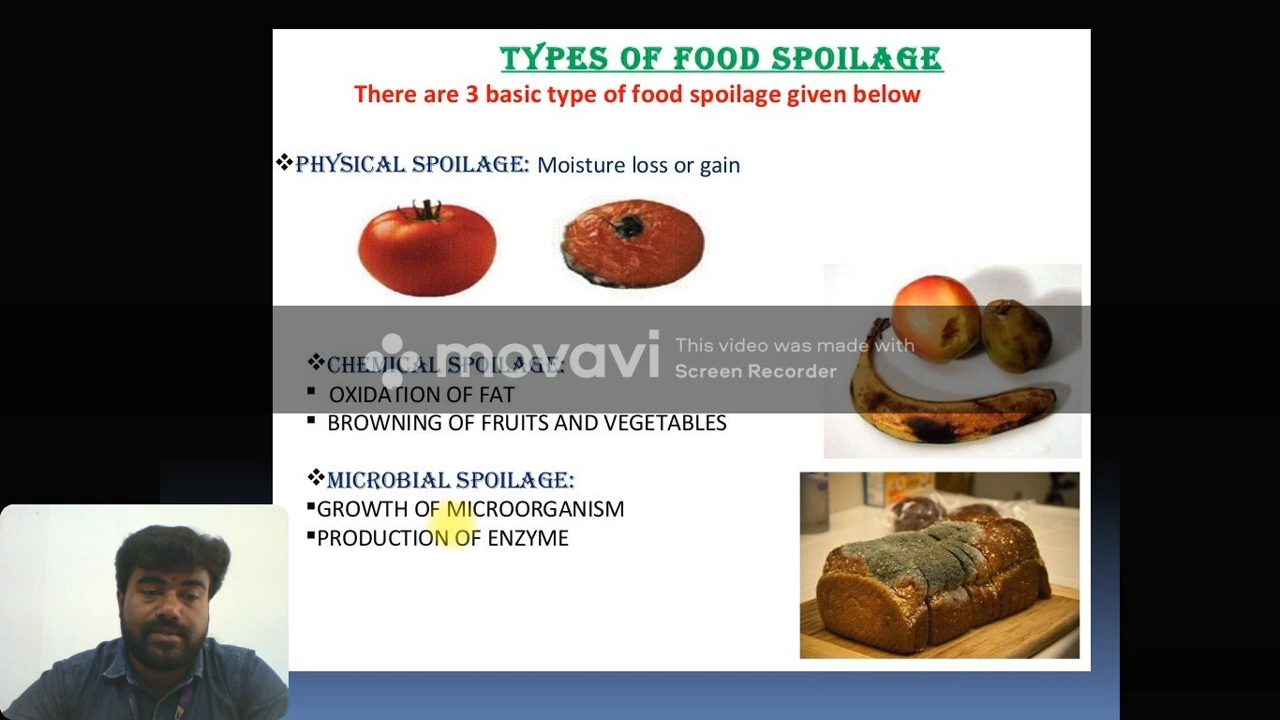 TYPES OF FOOD SPOILAGE
There are 3 basic type of food spoilage given below
❖PHYSICAL SPOILAGE: Moisture loss or gain
movavi
This video was made with
Screen Recorder
❖CHEMICAL SPOILAGE:
▪ OXIDATION OF FAT
▪ BROWNING OF FRUITS AND VEGETABLES
❖MICROBIAL SPOILAGE:
▪GROWTH OF MICROORGANISM
▪PRODUCTION OF ENZYME